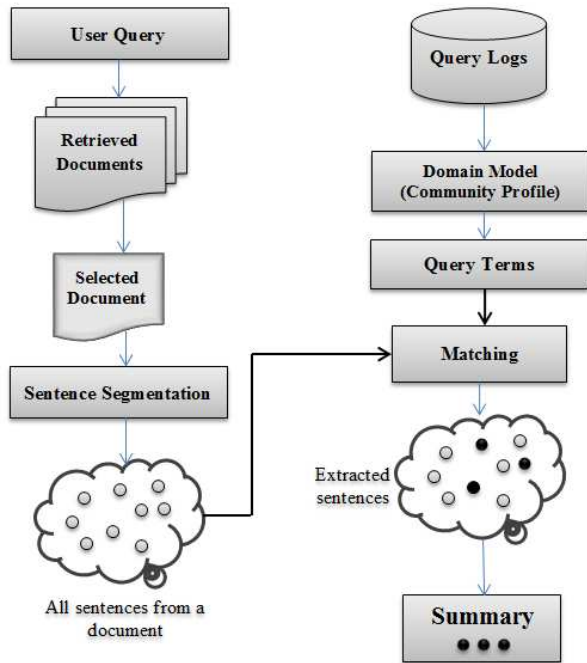 User Query
Retrieved
Documents
Selected
Document
Sentence Segmentation
All sentences from a
document
Query Logs
Domain Model
(Community Profile)
Query Terms
Matching
Extracted
sentences
Summary